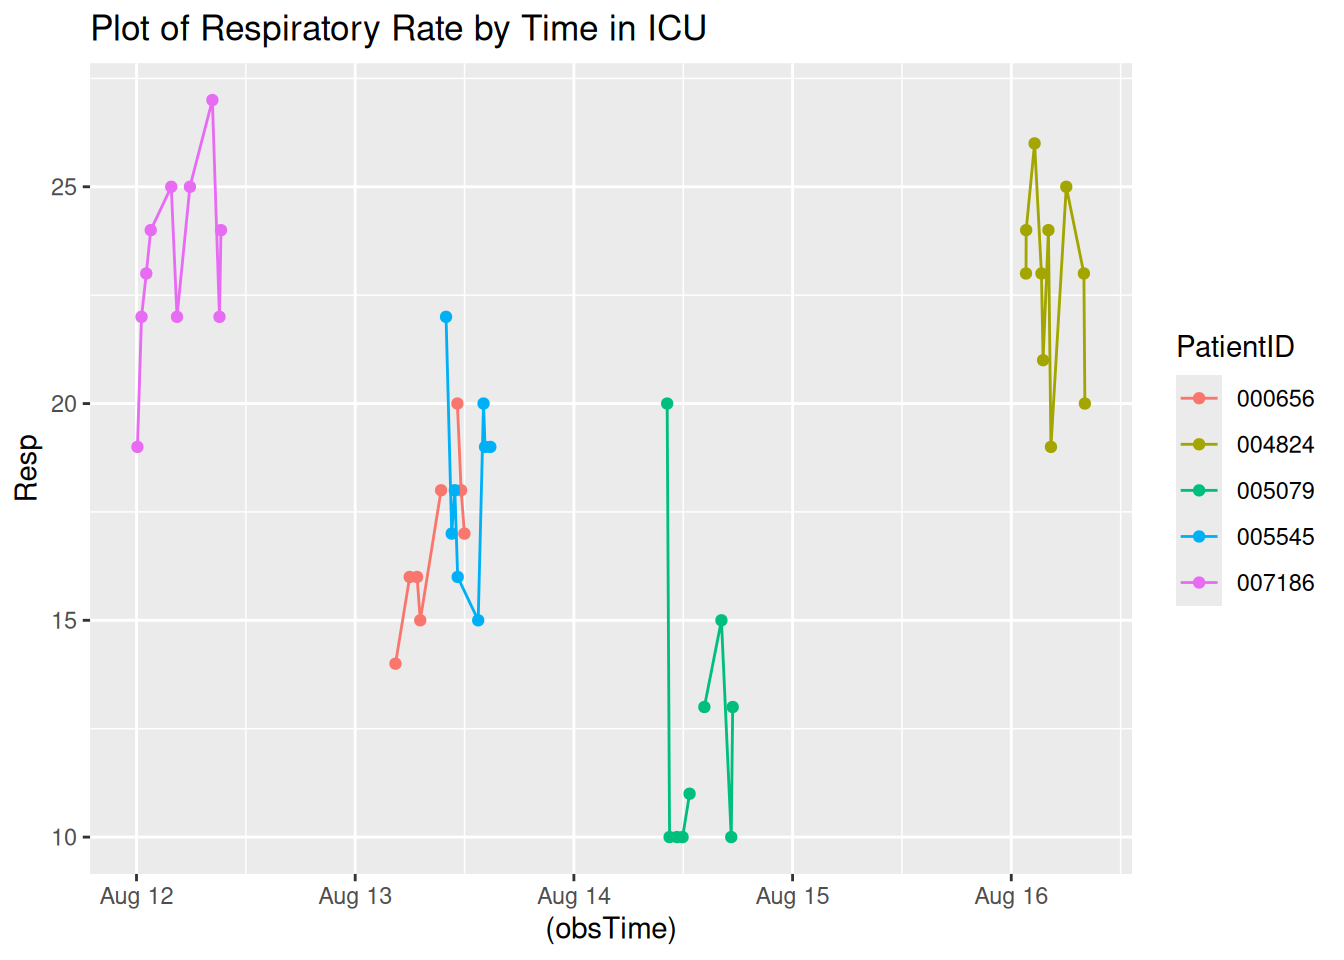 Plot of Respiratory Rate by Time in ICU
25
20
15
10
Resp
Aug 12 Aug 13 Aug 14 Aug 15 Aug 16
(obsTime)
PatientID
000656
004824
005079
005545
007186